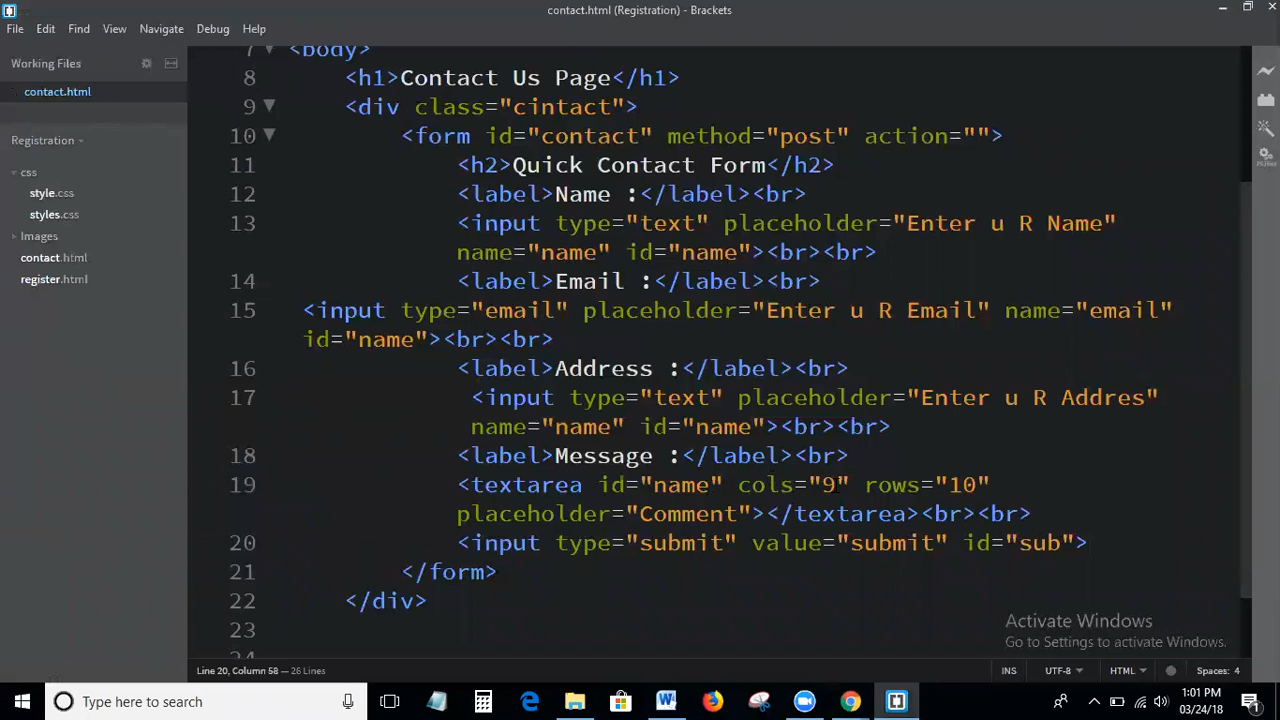 contact.html (Registration) - Brackets
File Edit Find View Navigate Debug Help
Working Files
contact.html
Registration
css
style.css
styles.css
Images
contact.html
register.html
7 <body>
8 <h1>Contact Us Page</h1>
9 <div class="cintact">
10 <form id="contact" method="post" action="">
11 <h2>Quick Contact Form</h2>
12 <label>Name :</label><br>
13 <input type="text" placeholder="Enter u R Name"
name="name" id="name"><br><br>
14 <label>Email :</label><br>
15 <input type="email" placeholder="Enter u R Email" name="email"
id="name"><br><br>
16 <label>Address :</label><br>
17 <input type="text" placeholder="Enter u R Addres"
name="name" id="name"><br><br>
18 <label>Message :</label><br>
19 <textarea id="name" cols="9" rows="10"
placeholder="Comment"></textarea><br><br>
20 <input type="submit" value="submit" id="sub">
21 </form>
22 </div>
23
24
Activate Windows
Go to Settings to activate Windows.
Line 20, Column 58 — 26 Lines
INS UTF-8 HTML Spaces: 4
Type here to search
1:01 PM
03/24/18